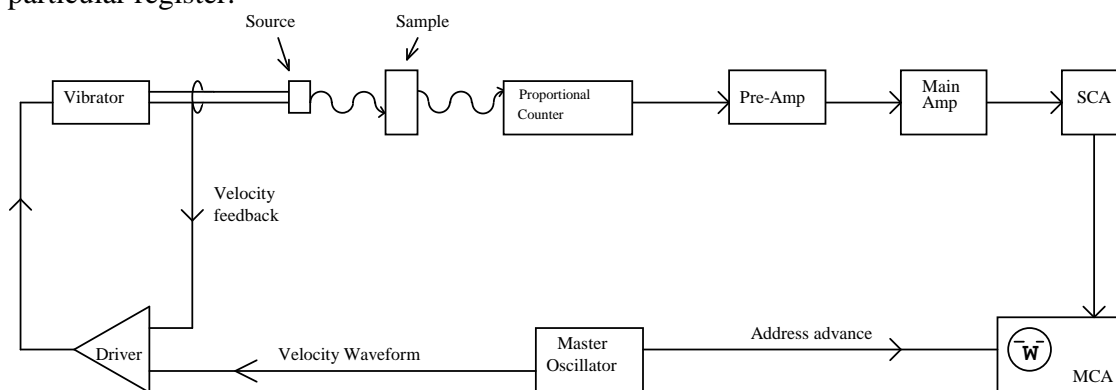 particular register.
Source
Sample
Vibrator
Proportional
Counter
Pre-Amp
Main
Amp
SCA
Velocity
feedback
Driver
Velocity Waveform
Master
Oscillator
Address advance
W
MCA